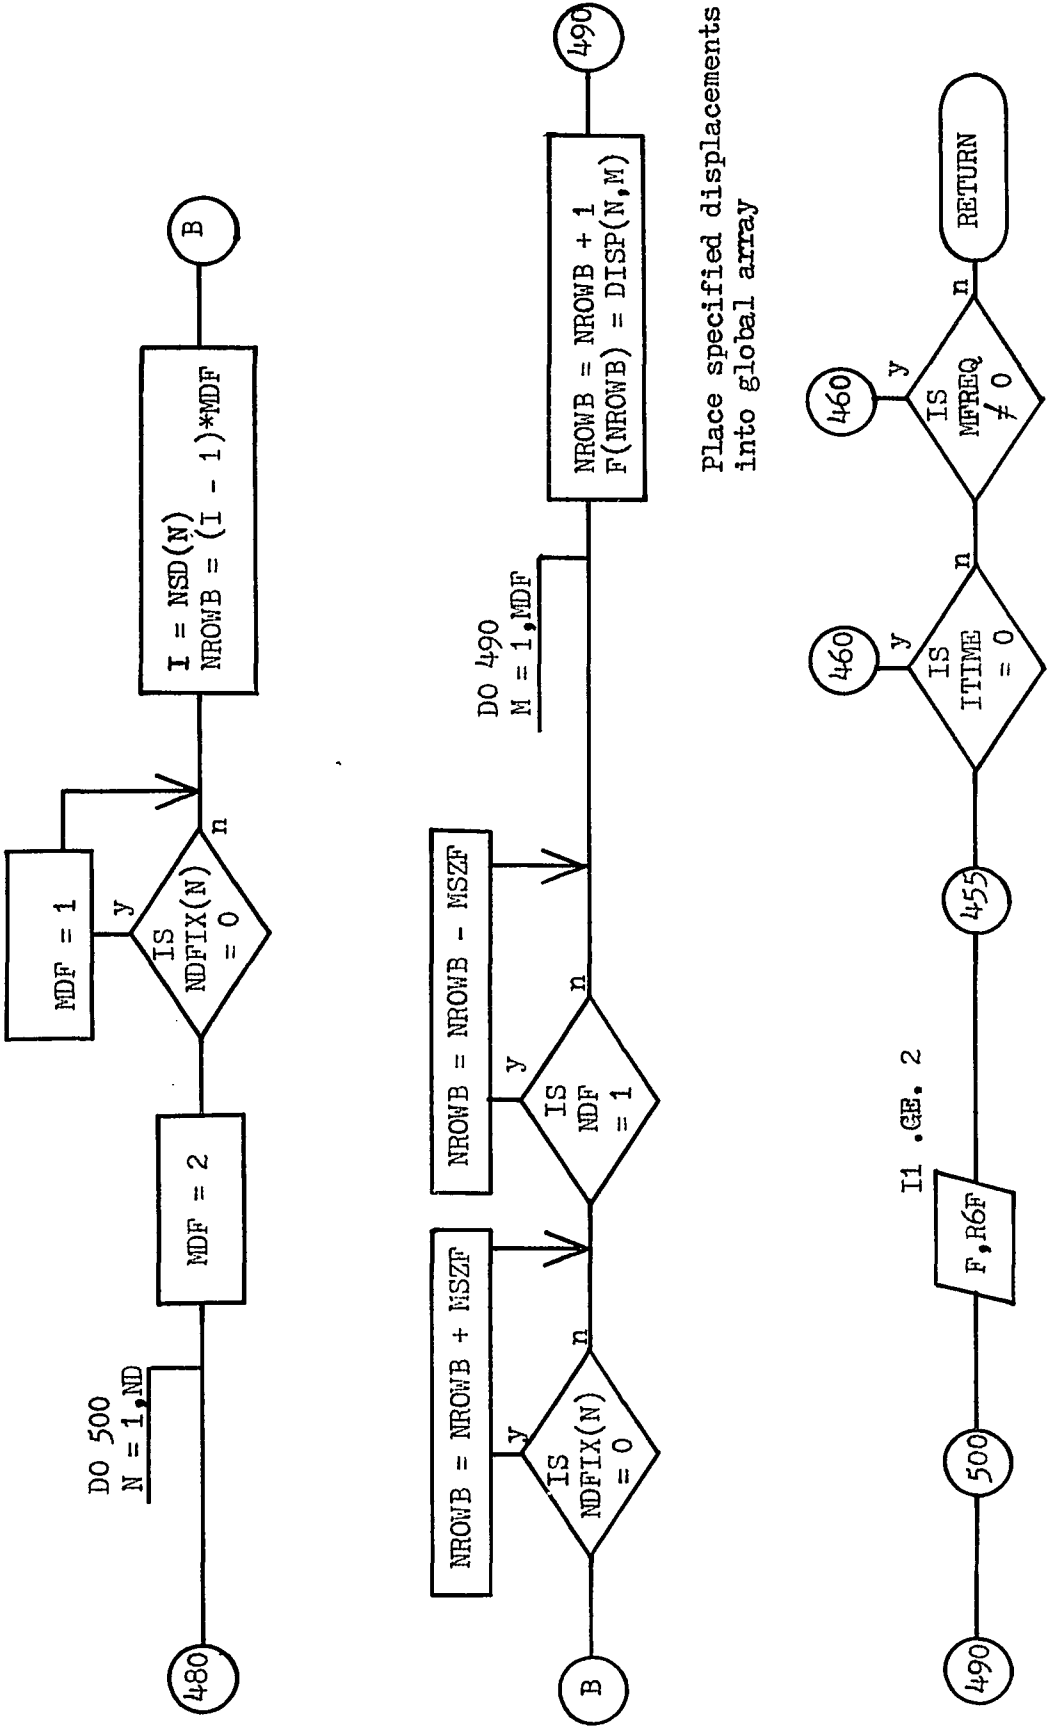 480
DO 500
N = 1,ND
MDF = 2
IS
NDFIX(N)
= 0
y
n
MDF = 1
I = NSD(N)
NROWB = (I - 1)*MDF
B
B
IS
NDFIX(N)
= 0
y
n
NROWB = NROWB + MSZF
IS
NDF
= 1
y
n
NROWB = NROWB - MSZF
DO 490
M = 1,MDF
NROWB = NROWB + 1
F(NROWB) = DISP(N,M)
490
Place specified displacements
into global array
490
500
F,R6F
I1 .GE. 2
455
IS
ITIME
= 0
y
460
n
IS
MFREQ
≠ 0
y
460
n
RETURN